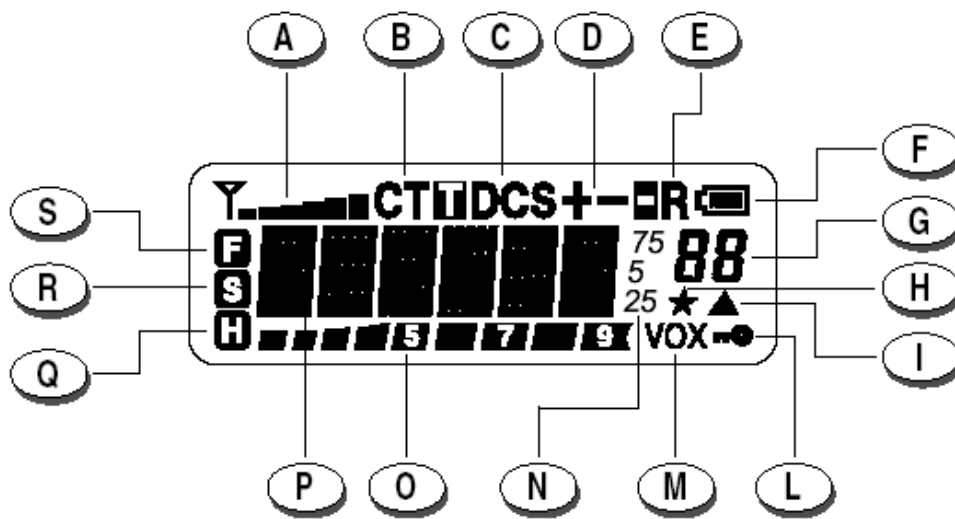 A B C D E
CT T DCS + - R
F
S
F 75 88
G
R
S 5
H
25 ★ ▲
H 5 7 9 VOX
Q
I
P O N M L